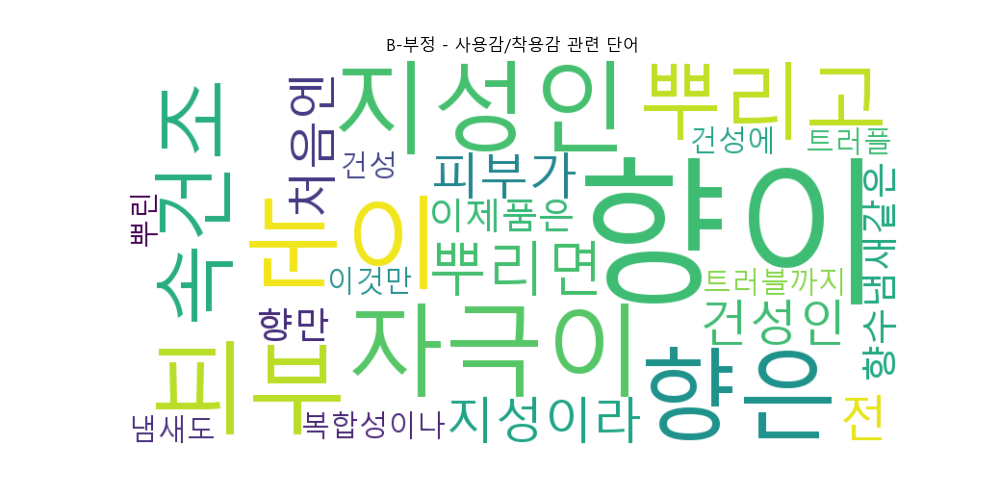 B-부정 - 사용감/착용감 관련 단어
지성인
뿌리고
속건조
처음엔
건성에
트러플
건성
피부가
향이
뿌린
눈이
이제품은
향수냄새같은
뿌리면
이것만
트러블까지
향만
자극이
건성인
피부
향은
냄새도
복합성이나
지성이라
전